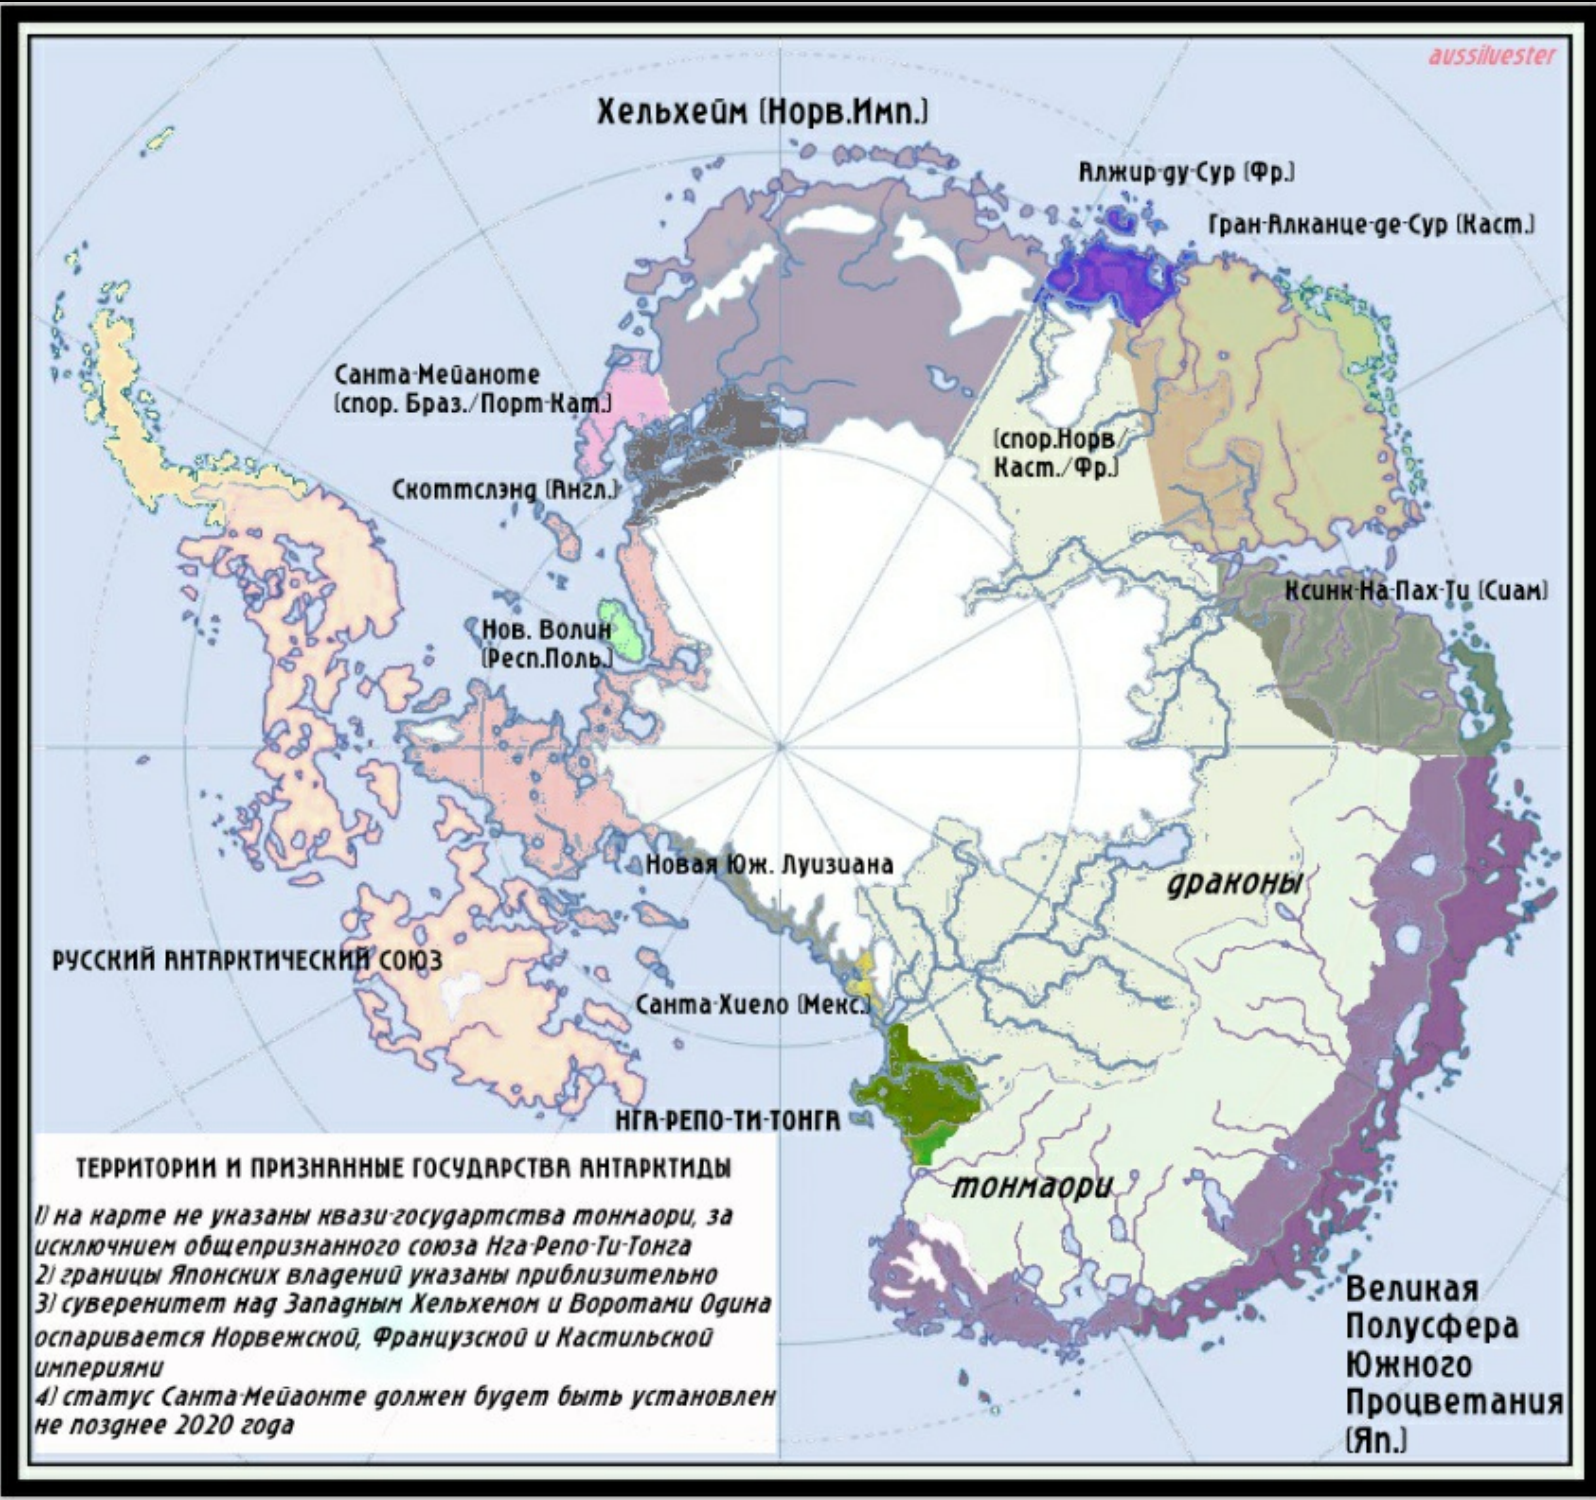 aussiluester
Хельхейм (Норв.Имп.)
Алжир-ду-Сур (Фр.)
Гран-Алканце-де-Сур (Каст.)
Санта-Мейаноте
(спор. Браз./Порт-Кат.)
(спор.Норв/
Каст./Фр.)
Скоттслэнд (Англ.)
Ксинк-На-Пах-Ти (Сиам)
Нов. Волин
(Респ.Поль.)
Новая Юж. Луизиана
драконы
РУССКИЙ АНТАРКТИЧЕСКИЙ СОЮЗ
Санта-Хиело (Мекс.)
НГА-РЕПО-ТИ-ТОНГА
тонмаори
ТЕРРИТОРИИ И ПРИЗНАННЫЕ ГОСУДАРСТВА АНТАРКТИДЫ
1) на карте не указаны квази-государтства тонмаори, за
исключнием общепризнанного союза Нга-Репо-Ти-Тонга
2) границы Японских владений указаны приблизительно
3) суверенитет над Западным Хельхемом и Воротами Одина
оспаривается Норвежской, Французской и Кастильской
империями
4) статус Санта-Мейаонте должен будет быть установлен
не позднее 2020 года
Великая
Полусфера
Южного
Процветания
(Яп.)